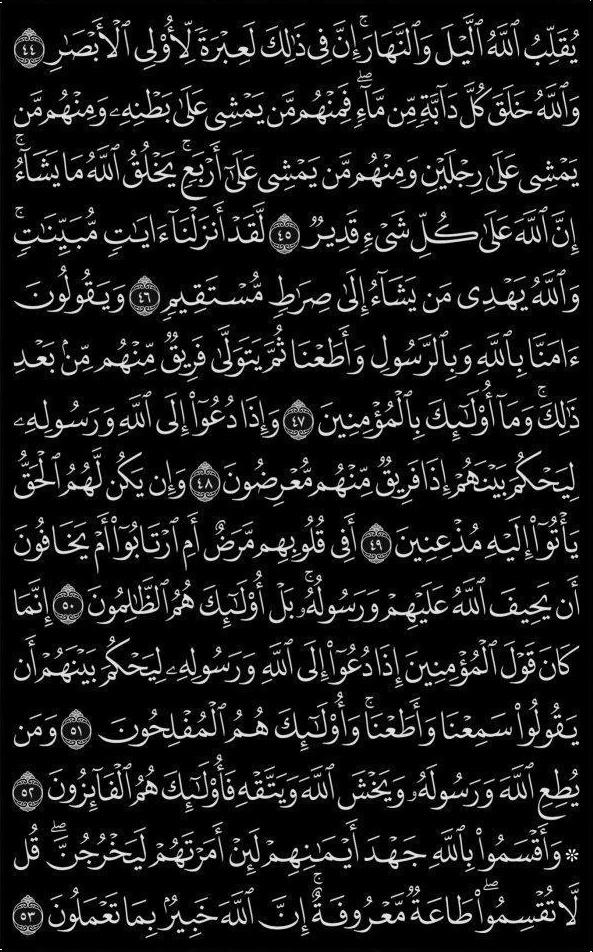 يُقَلِّبُ ٱللَّهُ ٱلَّيۡلَ وَٱلنَّهَارَۚ إِنَّ فِي ذَٰلِكَ لَعِبۡرَةٗ لِّأُوْلِي ٱلۡأَبۡصَٰرِ ٤٤
وَٱللَّهُ خَلَقَ كُلَّ دَآبَّةٖ مِّن مَّآءٖۖ فَمِنۡهُم مَّن يَمۡشِي عَلَىٰ بَطۡنِهِۦ وَمِنۡهُم مَّن
يَمۡشِي عَلَىٰ رِجۡلَيۡنِ وَمِنۡهُم مَّن يَمۡشِي عَلَىٰٓ أَرۡبَعٖۚ يَخۡلُقُ ٱللَّهُ مَا يَشَآءُۚ
إِنَّ ٱللَّهَ عَلَىٰ كُلِّ شَيۡءٖ قَدِيرٞ ٤٥ لَّقَدۡ أَنزَلۡنَآ ءَايَٰتٖ مُّبَيِّنَٰتٖۚ
وَٱللَّهُ يَهۡدِي مَن يَشَآءُ إِلَىٰ صِرَٰطٖ مُّسۡتَقِيمٖ ٤٦ وَيَقُولُونَ
ءَامَنَّا بِٱللَّهِ وَبِٱلرَّسُولِ وَأَطَعۡنَا ثُمَّ يَتَوَلَّىٰ فَرِيقٞ مِّنۡهُم مِّنۢ بَعۡدِ
ذَٰلِكَۚ وَمَآ أُوْلَٰٓئِكَ بِٱلۡمُؤۡمِنِينَ ٤٧ وَإِذَا دُعُوٓاْ إِلَى ٱللَّهِ وَرَسُولِهِۦ
لِيَحۡكُمَ بَيۡنَهُمۡ إِذَا فَرِيقٞ مِّنۡهُم مُّعۡرِضُونَ ٤٨ وَإِن يَكُن لَّهُمُ ٱلۡحَقُّ
يَأۡتُوٓاْ إِلَيۡهِ مُذۡعِنِينَ ٤٩ أَفِي قُلُوبِهِم مَّرَضٌ أَمِ ٱرۡتَابُوٓاْ أَمۡ يَخَافُونَ
أَن يَحِيفَ ٱللَّهُ عَلَيۡهِمۡ وَرَسُولُهُۥۚ بَلۡ أُوْلَٰٓئِكَ هُمُ ٱلظَّٰلِمُونَ ٥٠ إِنَّمَا
كَانَ قَوۡلَ ٱلۡمُؤۡمِنِينَ إِذَا دُعُوٓاْ إِلَى ٱللَّهِ وَرَسُولِهِۦ لِيَحۡكُمَ بَيۡنَهُمۡ أَن
يَقُولُواْ سَمِعۡنَا وَأَطَعۡنَاۚ وَأُوْلَٰٓئِكَ هُمُ ٱلۡمُفۡلِحُونَ ٥١ وَمَن
يُطِعِ ٱللَّهَ وَرَسُولَهُۥ وَيَخۡشَ ٱللَّهَ وَيَتَّقۡهِ فَأُوْلَٰٓئِكَ هُمُ ٱلۡفَآئِزُونَ ٥٢
* وَأَقۡسَمُواْ بِٱللَّهِ جَهۡدَ أَيۡمَٰنِهِمۡ لَئِنۡ أَمَرۡتَهُمۡ لَيَخۡرُجُنَّۖ قُل
لَّا تُقۡسِمُواْۖ طَاعَةٞ مَّعۡرُوفَةٌۚ إِنَّ ٱللَّهَ خَبِيرُۢ بِمَا تَعۡمَلُونَ ٥٣